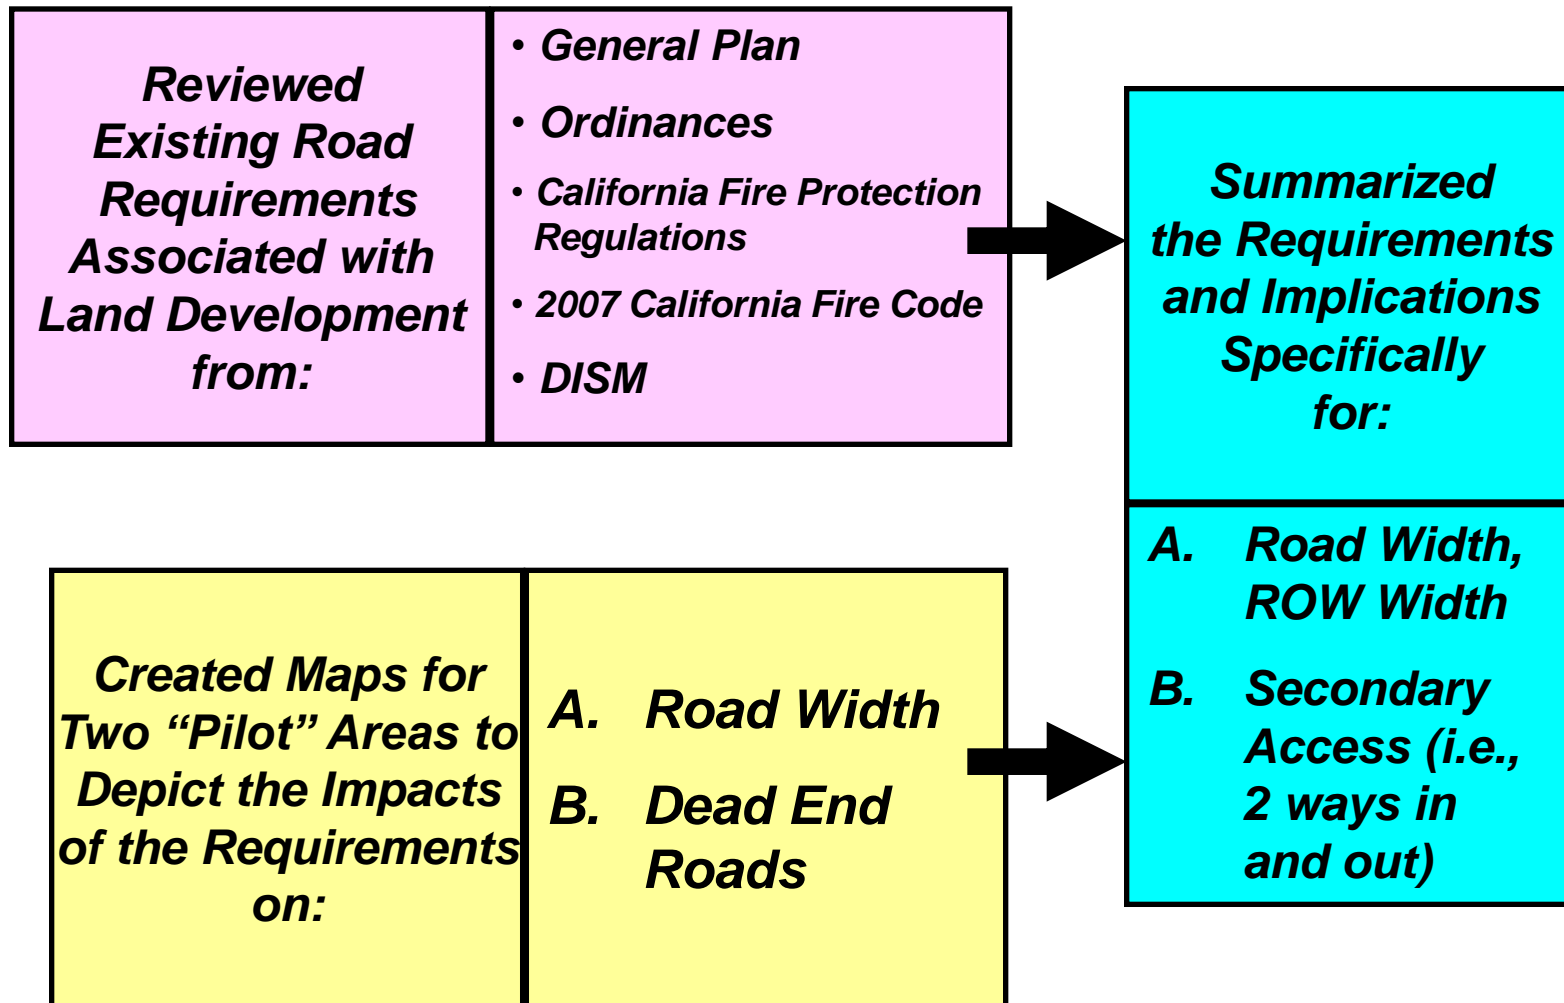 Reviewed
Existing Road
Requirements
Associated with
Land Development
from:
• General Plan
• Ordinances
• California Fire Protection
Regulations
• 2007 California Fire Code
• DISM
Summarized
the Requirements
and Implications
Specifically
for:
A. Road Width,
ROW Width
B. Secondary
Access (i.e.,
2 ways in
and out)
Created Maps for
Two “Pilot” Areas to
Depict the Impacts
of the Requirements
on:
A. Road Width
B. Dead End
Roads